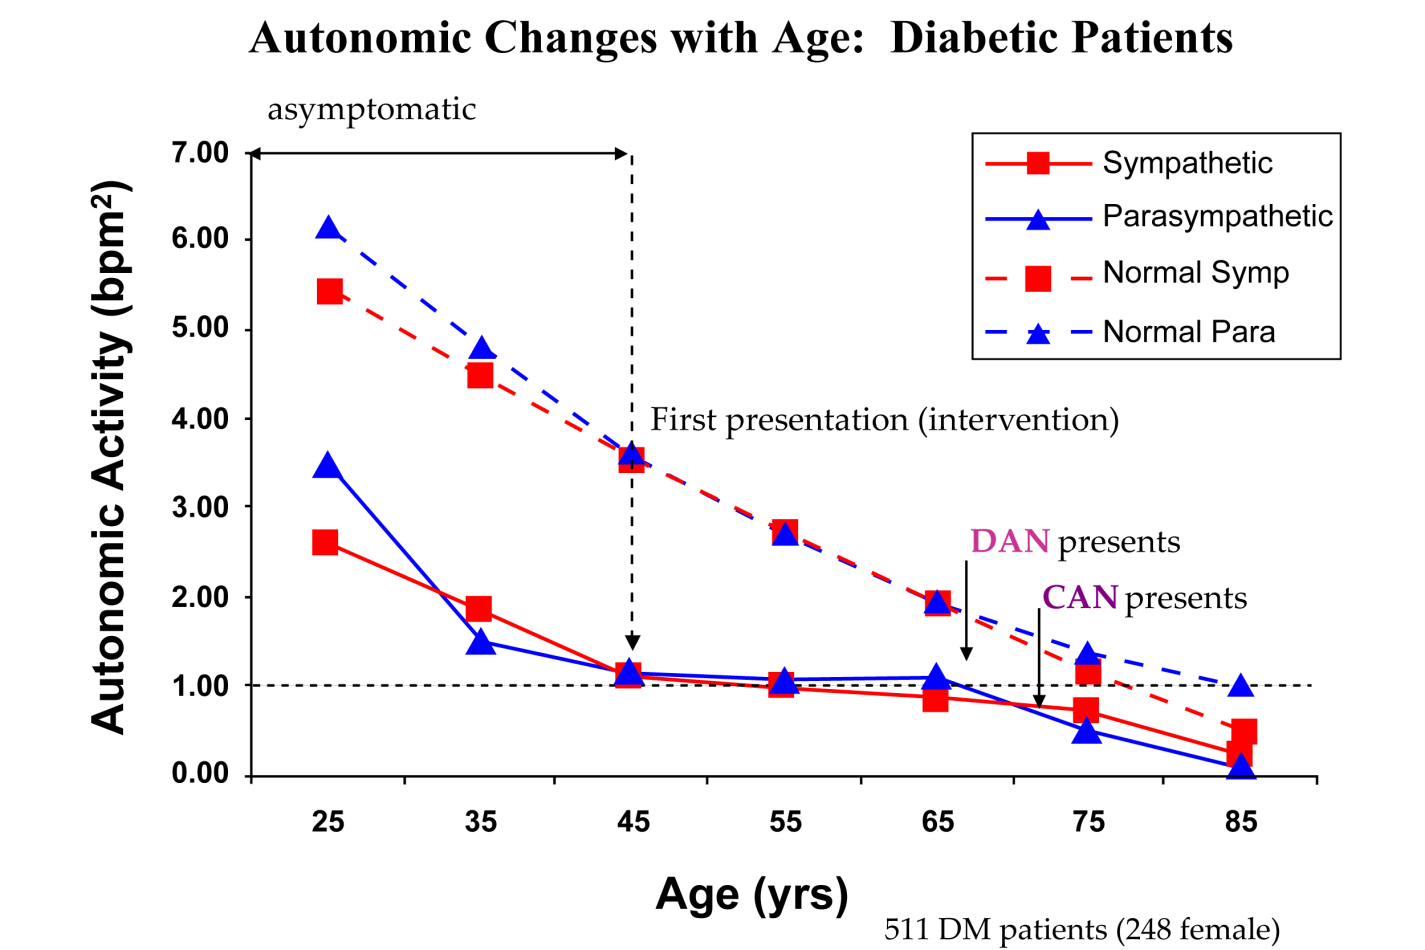 Autonomic Changes with Age:  Diabetic Patients
asymptomatic
7.00
6.00
5.00
4.00
3.00
2.00
1.00
0.00
Autonomic Activity (bpm²)
Sympathetic
Parasympathetic
Normal Symp
Normal Para
First presentation (intervention)
DAN presents
CAN presents
25 35 45 55 65 75 85
Age (yrs)
511 DM patients (248 female)